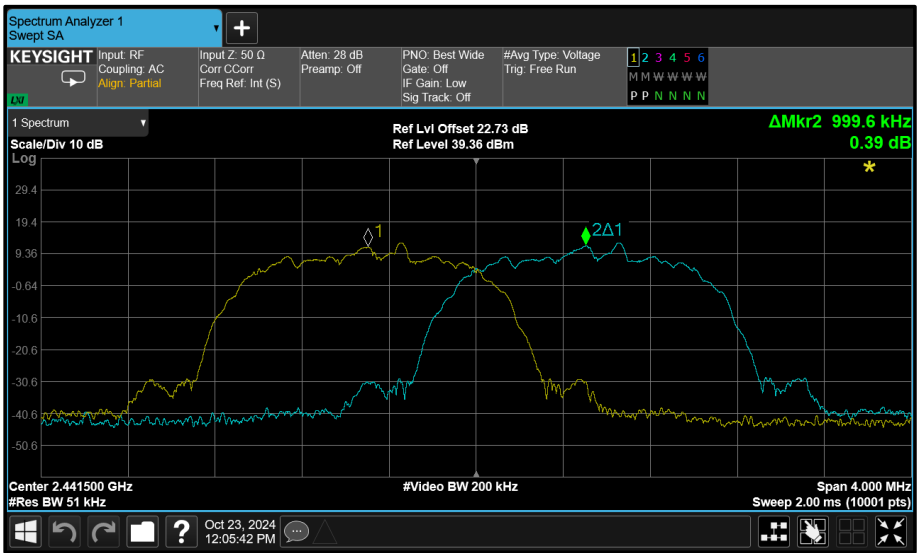 Spectrum Analyzer 1
Swept SA
+
KEYSIGHT
Input: RF
Coupling: AC
Align: Partial
Input Z: 50 Ω
Corr CCorr
Freq Ref: Int (S)
Atten: 28 dB
Preamp: Off
PNO: Best Wide
Gate: Off
IF Gain: Low
Sig Track: Off
#Avg Type: Voltage
Trig: Free Run
1 2 3 4 5 6
M M W W W W
P P N N N N
LXI
1 Spectrum
Scale/Div 10 dB
Ref Lvl Offset 22.73 dB
Ref Level 39.36 dBm
ΔMkr2 999.6 kHz
0.39 dB
Log
*
29.4
19.4
9.36
-0.64
-10.6
-20.6
-30.6
-40.6
-50.6
1
2Δ1
Center 2.441500 GHz
#Res BW 51 kHz
#Video BW 200 kHz
Span 4.000 MHz
Sweep 2.00 ms (10001 pts)
?
Oct 23, 2024
12:05:42 PM